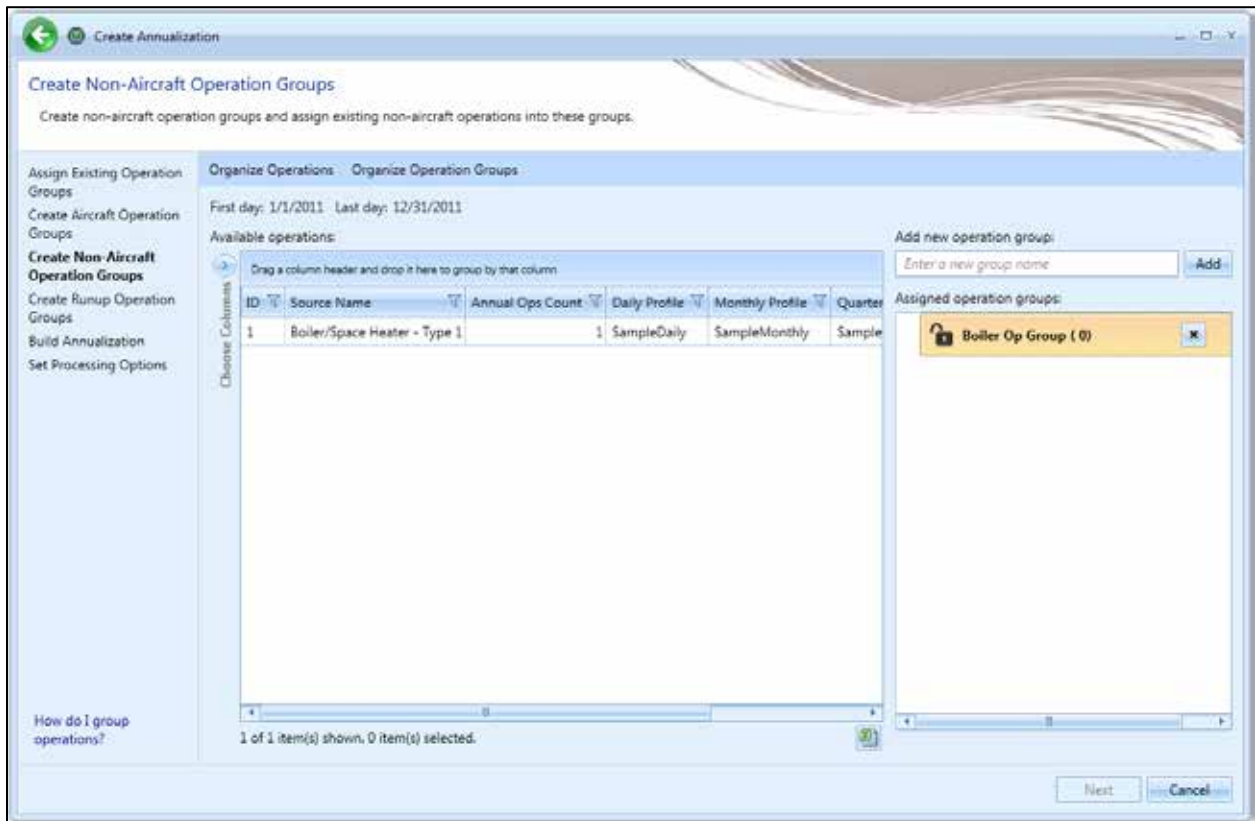 Create Annualization
Create Non-Aircraft Operation Groups
Create non-aircraft operation groups and assign existing non-aircraft operations into these groups.
Assign Existing Operation
Groups
Create Aircraft Operation
Groups
Create Non-Aircraft
Operation Groups
Create Runup Operation
Groups
Build Annualization
Set Processing Options
How do I group
operations?
Organize Operations Organize Operation Groups
First day: 1/1/2011 Last day: 12/31/2011
Available operations:
Choose Columns
Drag a column header and drop it here to group by that column
ID Source Name Annual Ops Count Daily Profile Monthly Profile Quarter
1 Boiler/Space Heater - Type 1 1 SampleDaily SampleMonthly Sample
1 of 1 item(s) shown. 0 item(s) selected.
Add new operation group:
Enter a new group name Add
Assigned operation groups:
Boiler Op Group ( 0)
Next Cancel